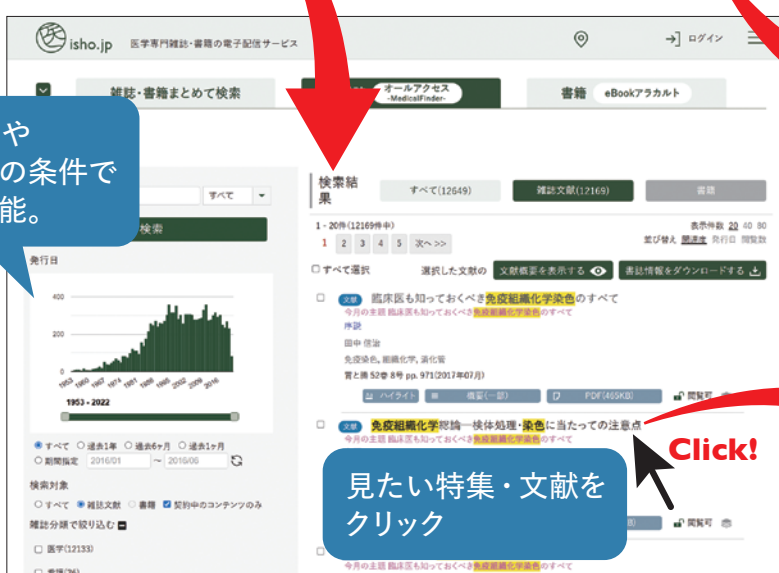 医 isho.jp 医学専門雑誌・書籍の電子配信サービス
ログイン
雑誌・書籍まとめて検索
オールアクセス
-MedicalFinder-
書籍 eBookアラカルト
や
の条件で
能。
すべて
検索
発行日
400
200
0
1953 1960 1967 1974 1981 1988 1995 2002 2009 2016
1953 - 2022
すべて 過去1年 過去6ヶ月 過去1ヶ月
期間指定 2016/01 ~ 2016/06
検索対象
すべて 雑誌文献 書籍 契約中のコンテンツのみ
雑誌分類で絞り込む
医学(12133)
検索結果
すべて(12649)
雑誌文献(12169)
書籍
1 - 20件(12169件中)
1 2 3 4 5 次へ >>
表示件数 20 40 80
並び替え 関連度 発行日 閲覧数
すべて選択 選択した文献の 文献概要を表示する 書誌情報をダウンロードする
文献 臨床医も知っておくべき免疫組織化学染色のすべて
今月の主題 臨床医も知っておくべき免疫組織化学染色のすべて
序説
田中 信治
免疫染色, 組織化学, 消化管
胃と腸 52巻 8号 pp. 971(2017年07月)
ハイライト 概要(一部) PDF(465KB) 閲覧可
文献 免疫組織化学総論―検体処理・染色に当たっての注意点
今月の主題 臨床医も知っておくべき免疫組織化学染色のすべて
Click!
見たい特集・文献を
クリック
閲覧可
今月の主題 臨床医も知っておくべき免疫組織化学染色のすべて